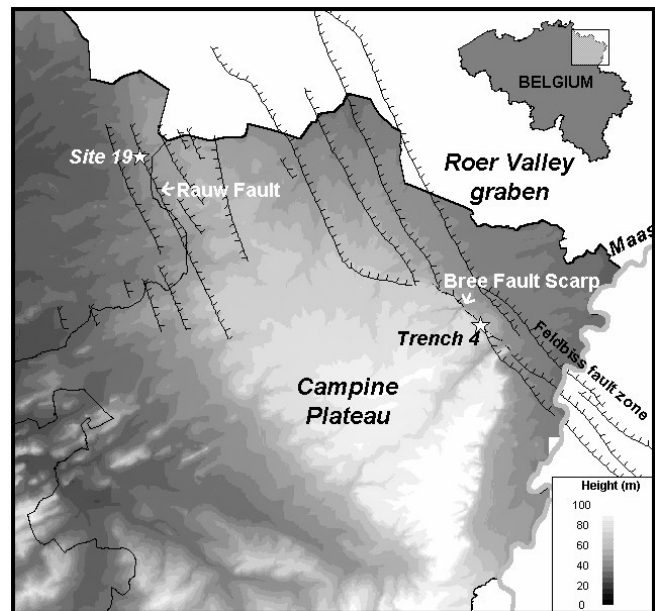 BELGIUM
Site 19
Rauw Fault
Roer Valley
graben
Maas
Bree Fault Scarp
Trench 4
Feldbiss fault zone
Campine
Plateau
Height (m)
100
80
60
40
20
0